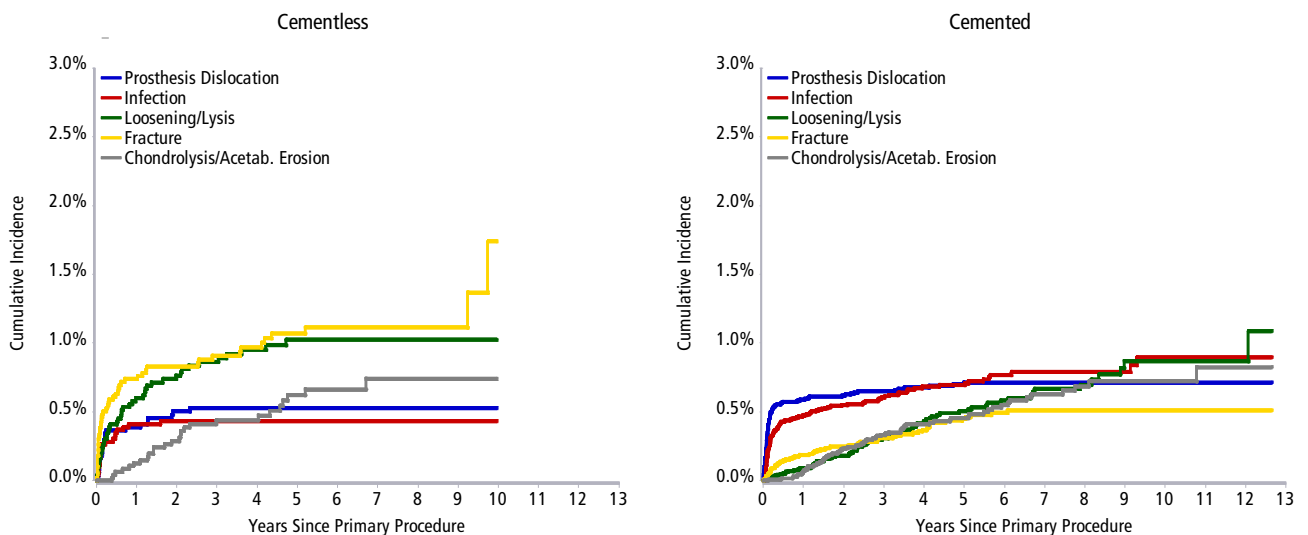 Cementless
3.0%
2.5%
2.0%
1.5%
1.0%
0.5%
0.0%
Cumulative Incidence
Prosthesis Dislocation
Infection
Loosening/Lysis
Fracture
Chondrolysis/Acetab. Erosion
0 1 2 3 4 5 6 7 8 9 10 11 12 13
Years Since Primary Procedure
Cemented
3.0%
2.5%
2.0%
1.5%
1.0%
0.5%
0.0%
Cumulative Incidence
Prosthesis Dislocation
Infection
Loosening/Lysis
Fracture
Chondrolysis/Acetab. Erosion
0 1 2 3 4 5 6 7 8 9 10 11 12 13
Years Since Primary Procedure